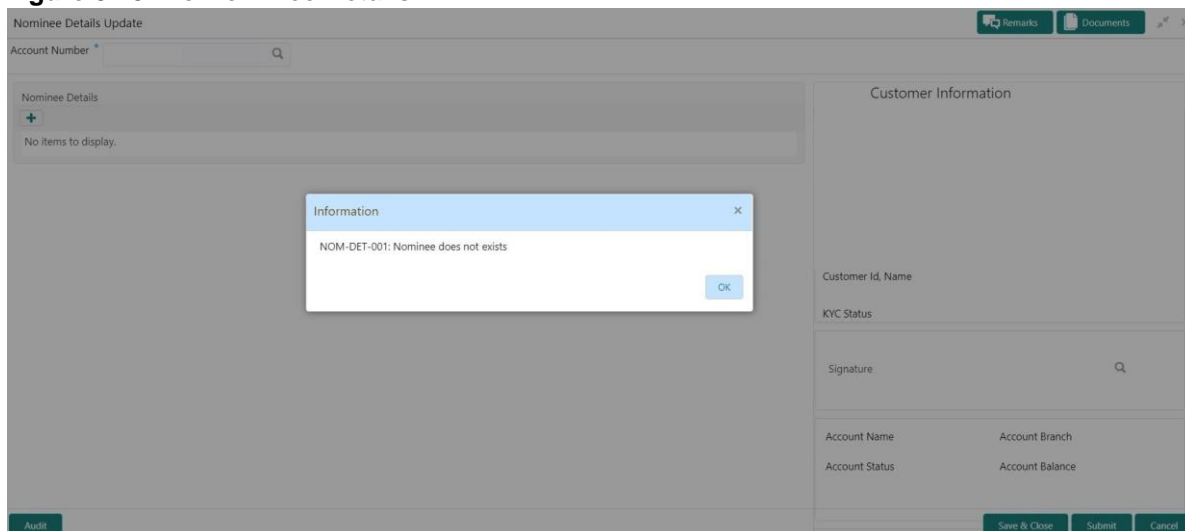 Nominee Details Update
Remarks
Documents
Account Number *
Nominee Details
+
No items to display.
Customer Information
Information
×
NOM-DET-001: Nominee does not exists
OK
Customer Id, Name
KYC Status
Signature
Account Name
Account Branch
Account Status
Account Balance
Audit
Save & Close
Submit
Cancel